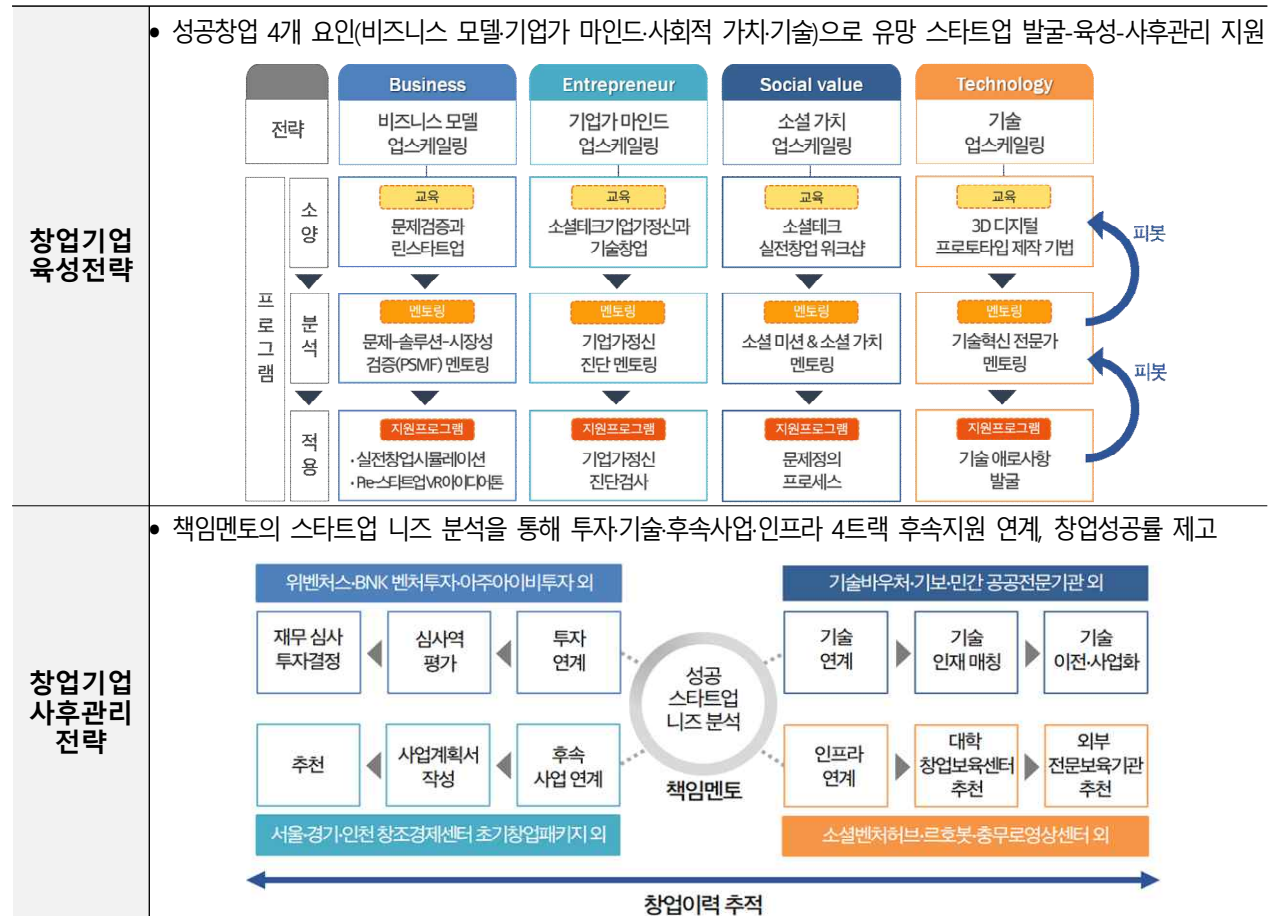 창업기업
육성전략
● 성공창업 4개 요인(비즈니스 모델·기업가 마인드·사회적 가치·기술)으로 유망 스타트업 발굴-육성-사후관리 지원
Business
Entrepreneur
Social value
Technology
전략
비즈니스 모델
업스케일링
기업가 마인드
업스케일링
소셜 가치
업스케일링
기술
업스케일링
프로그램
소양
교육
문제검증과
린스타트업
교육
소셜테크기업가정신과
기술창업
교육
소셜테크
실전창업 워크샵
교육
3D 디지털
프로토타입 제작 기법
피봇
분석
멘토링
문제-솔루션-시장성
검증(PSMF) 멘토링
멘토링
기업가정신
진단 멘토링
멘토링
소셜 미션 & 소셜 가치
멘토링
멘토링
기술혁신 전문가
멘토링
피봇
적용
지원프로그램
· 실전창업시뮬레이션
· Pre-스타트업VR아이디어톤
지원프로그램
기업가정신
진단검사
지원프로그램
문제정의
프로세스
지원프로그램
기술 애로사항
발굴
창업기업
사후관리
전략
● 책임멘토의 스타트업 니즈 분석을 통해 투자·기술·후속사업·인프라 4트랙 후속지원 연계, 창업성공률 제고
위벤처스·BNK 벤처투자·아주아이비투자 외
재무 심사
투자결정
심사역
평가
투자
연계
추천
사업계획서
작성
후속
사업 연계
서울·경기·인천 창조경제센터 초기창업패키지 외
성공
스타트업
니즈 분석
책임멘토
기술바우처·기보·민간 공공전문기관 외
기술
연계
기술
인재 매칭
기술
이전·사업화
인프라
연계
대학
창업보육센터
추천
외부
전문보육기관
추천
소셜벤처허브·르호봇·충무로영상센터 외
창업이력 추적